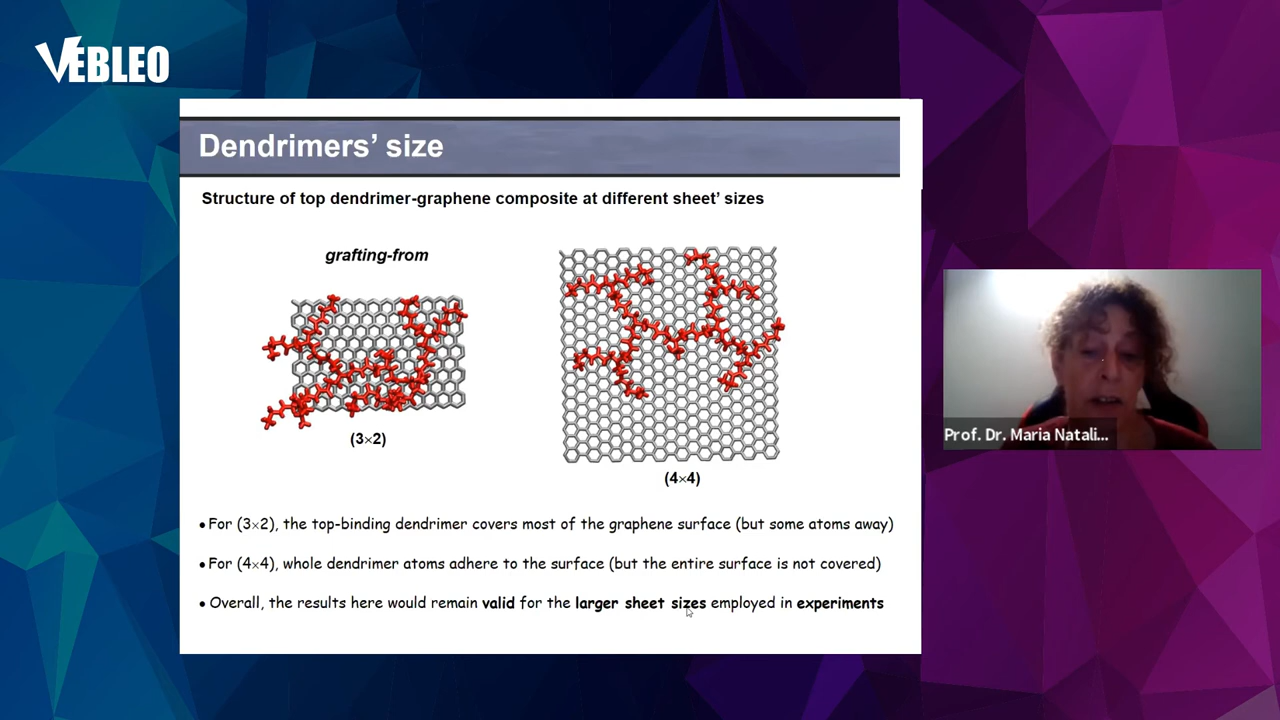 VEBLEO
Dendrimers’ size
Structure of top dendrimer-graphene composite at different sheet’ sizes
grafting-from
(3×2)
(4×4)
• For (3×2), the top-binding dendrimer covers most of the graphene surface (but some atoms away)
• For (4×4), whole dendrimer atoms adhere to the surface (but the entire surface is not covered)
• Overall, the results here would remain valid for the larger sheet sizes employed in experiments
Prof. Dr. Maria Natali...